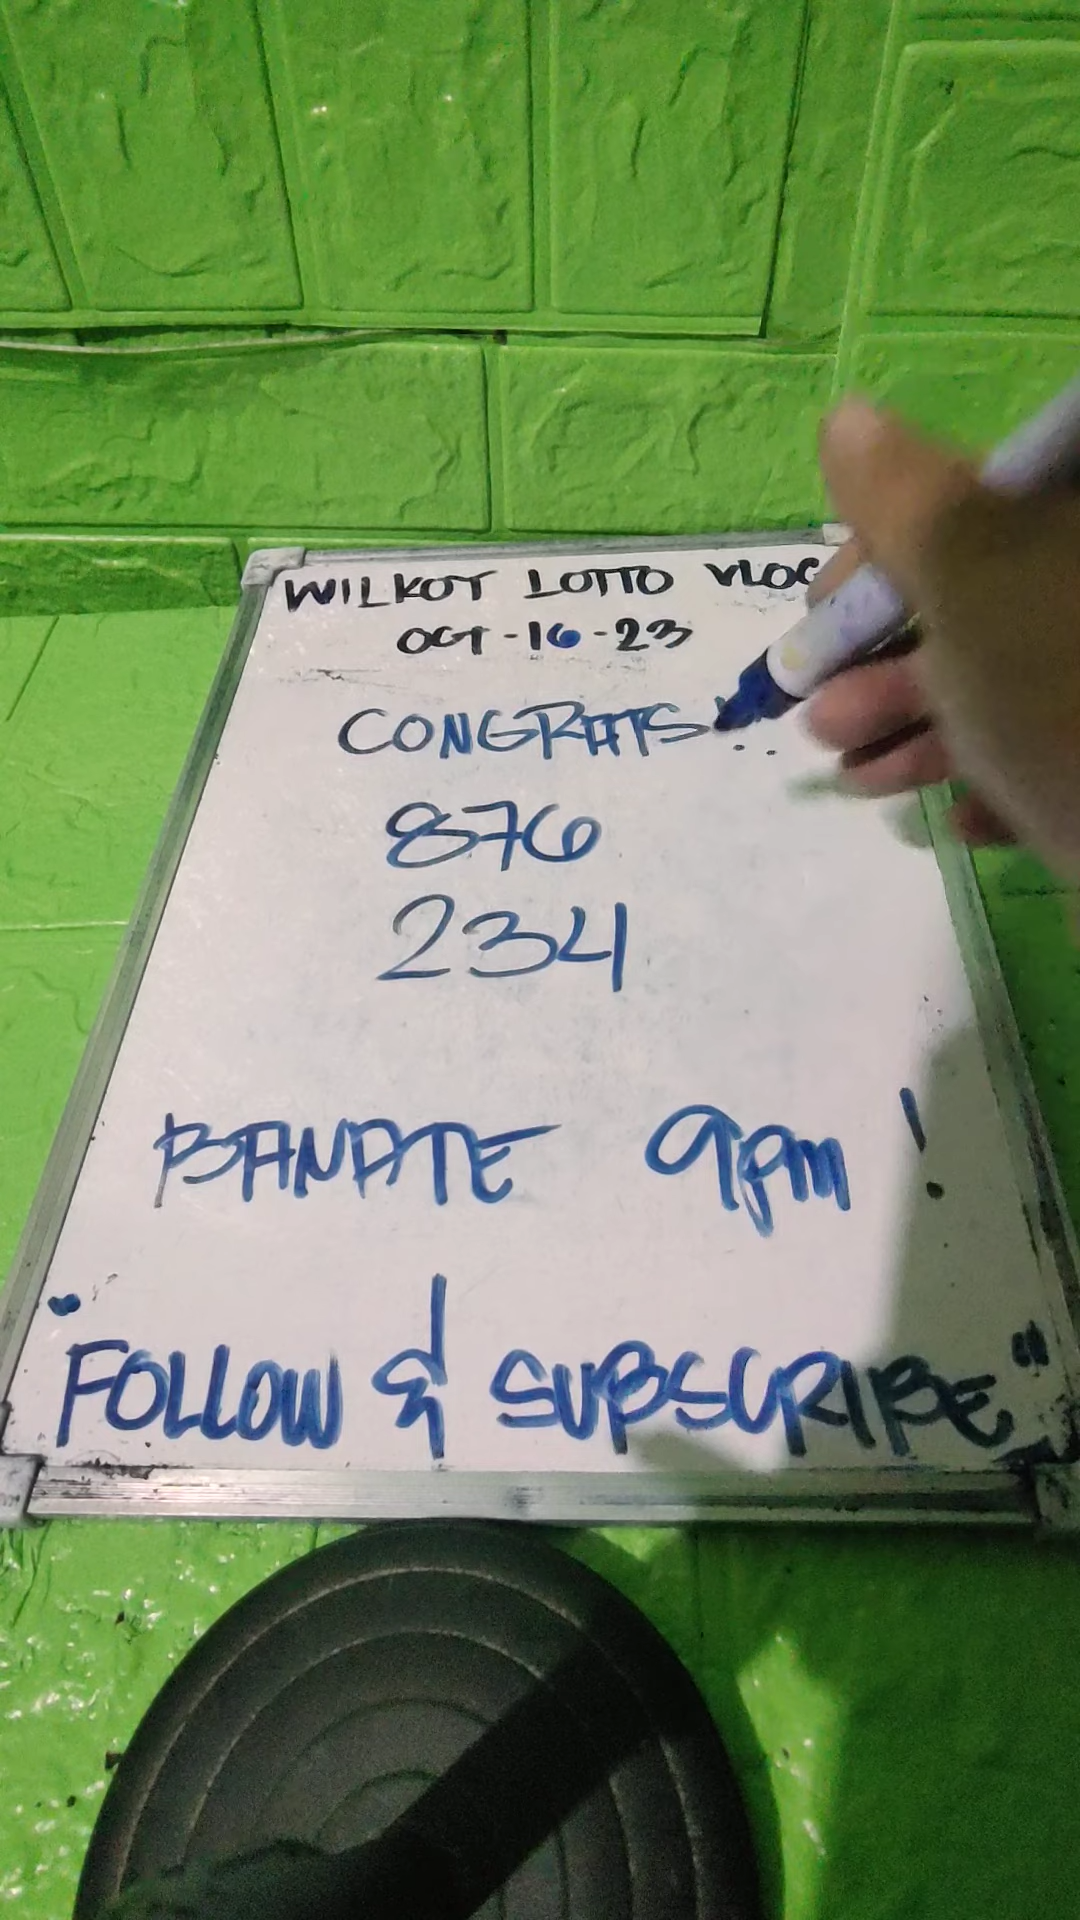 WILKOT LOTTO VLOG
OCT-16-23
CONGRATS
876
234
BANATE 9pm !
"FOLLOW & SUBSCRIBE"